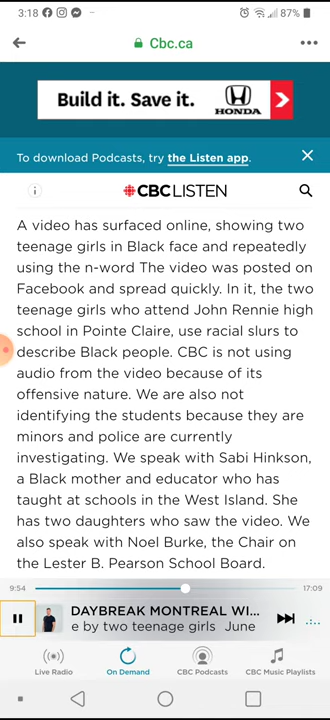 3:18 87%
Cbc.ca
Build it. Save it. HONDA
To download Podcasts, try the Listen app.
CBC LISTEN
A video has surfaced online, showing two
teenage girls in Black face and repeatedly
using the n-word The video was posted on
Facebook and spread quickly. In it, the two
teenage girls who attend John Rennie high
school in Pointe Claire, use racial slurs to
describe Black people. CBC is not using
audio from the video because of its
offensive nature. We are also not
identifying the students because they are
minors and police are currently
investigating. We speak with Sabi Hinkson,
a Black mother and educator who has
taught at schools in the West Island. She
has two daughters who saw the video. We
also speak with Noel Burke, the Chair on
the Lester B. Pearson School Board.
9:54 17:09
DAYBREAK MONTREAL WI...
e by two teenage girls June
Live Radio On Demand CBC Podcasts CBC Music Playlists